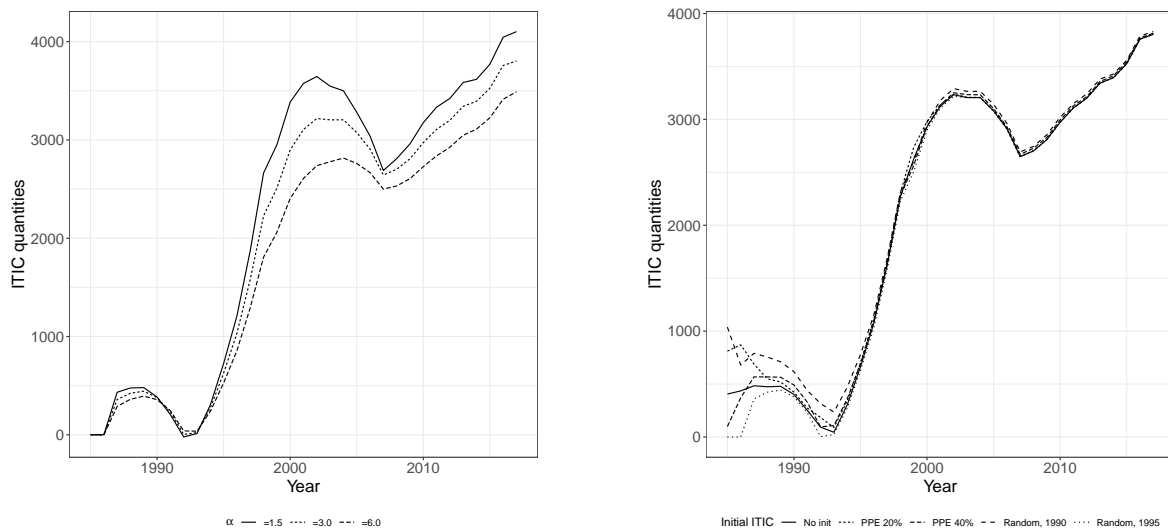 4000
3000
2000
1000
0
ITIC quantities
1990
2000
2010
Year
α =1.5 =3.0 =6.0
4000
3000
2000
1000
0
ITIC quantities
1990
2000
2010
Year
Initial ITIC No init PPE 20% PPE 40% Random, 1990 Random, 1995